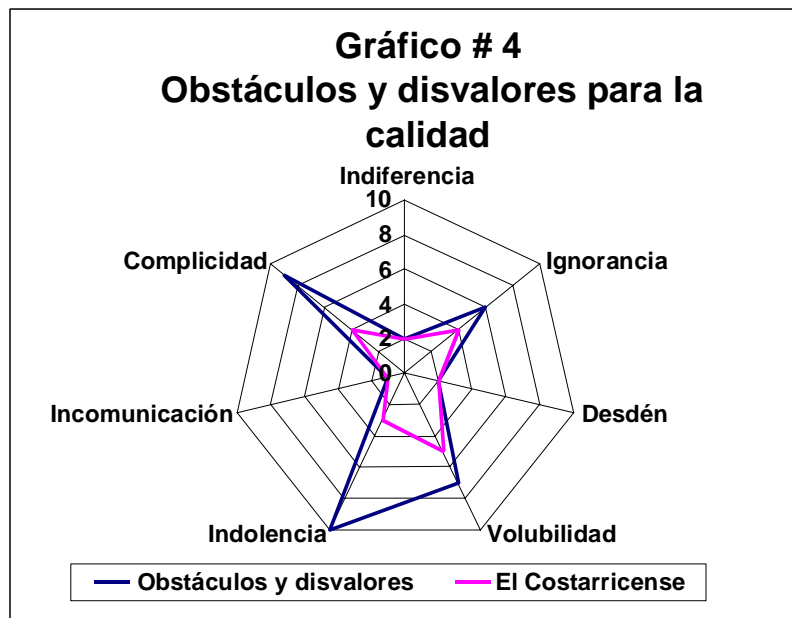 Gráfico # 4
Obstáculos y disvalores para la
calidad
Indiferencia
10
8
6
4
2
0
Complicidad
Ignorancia
Incomunicación
Desdén
Indolencia
Volubilidad
Obstáculos y disvalores
El Costarricense